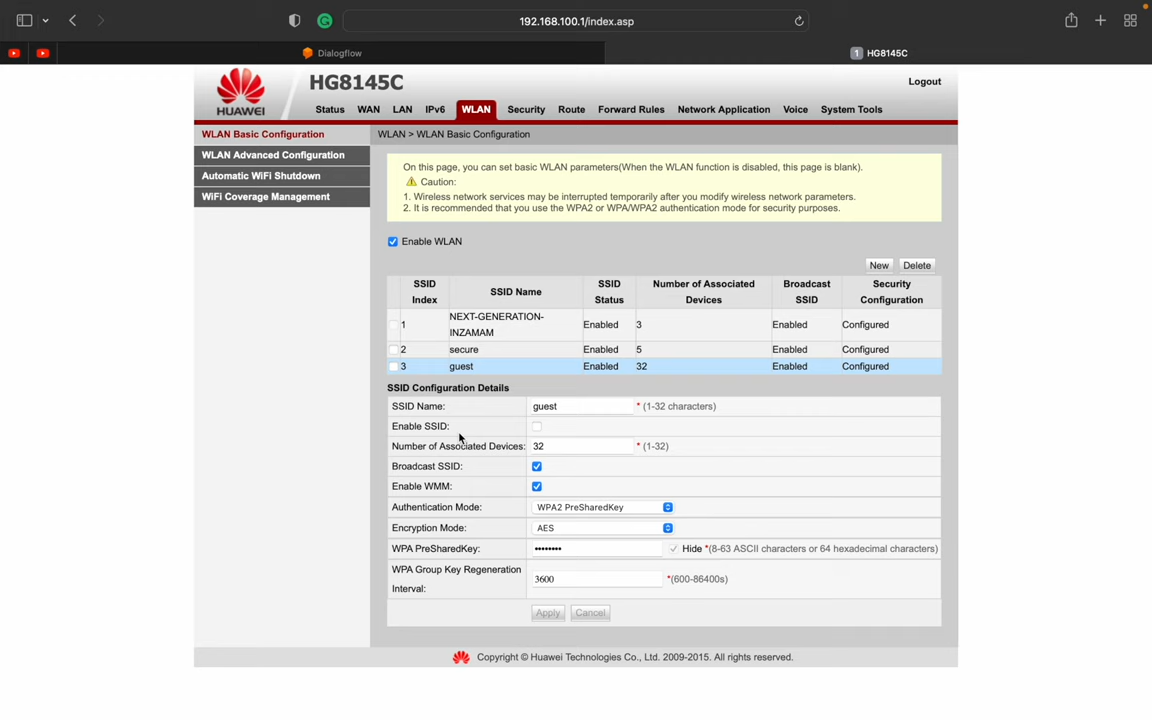 192.168.100.1/index.asp
Dialogflow
1 HG8145C
HUAWEI
HG8145C
Logout
Status WAN LAN IPv6 WLAN Security Route Forward Rules Network Application Voice System Tools
WLAN Basic Configuration
WLAN Advanced Configuration
Automatic WiFi Shutdown
WiFi Coverage Management
WLAN > WLAN Basic Configuration
On this page, you can set basic WLAN parameters(When the WLAN function is disabled, this page is blank).
Caution:
1. Wireless network services may be interrupted temporarily after you modify wireless network parameters.
2. It is recommended that you use the WPA2 or WPA/WPA2 authentication mode for security purposes.
Enable WLAN
New Delete
SSID Index SSID Name SSID Status Number of Associated Devices Broadcast SSID Security Configuration
1 NEXT-GENERATION-INZAMAM Enabled 3 Enabled Configured
2 secure Enabled 5 Enabled Configured
3 guest Enabled 32 Enabled Configured
SSID Configuration Details
SSID Name: guest * (1-32 characters)
Enable SSID:
Number of Associated Devices: 32 * (1-32)
Broadcast SSID:
Enable WMM:
Authentication Mode: WPA2 PreSharedKey
Encryption Mode: AES
WPA PreSharedKey: •••••••• Hide *(8-63 ASCII characters or 64 hexadecimal characters)
WPA Group Key Regeneration Interval: 3600 *(600-86400s)
Apply Cancel
Copyright © Huawei Technologies Co., Ltd. 2009-2015. All rights reserved.